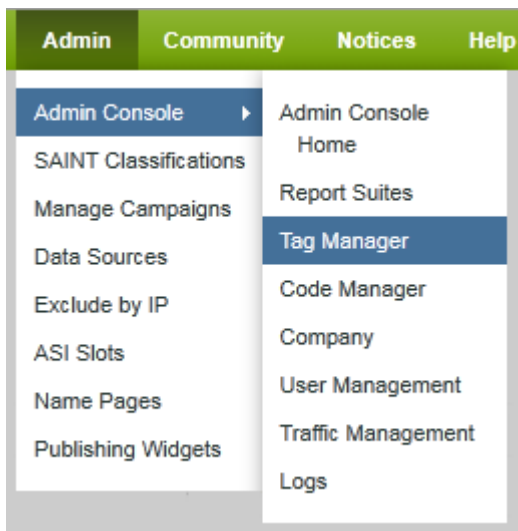 Admin Community Notices Help
Admin Console
SAINT Classifications
Manage Campaigns
Data Sources
Exclude by IP
ASI Slots
Name Pages
Publishing Widgets
Admin Console
Home
Report Suites
Tag Manager
Code Manager
Company
User Management
Traffic Management
Logs